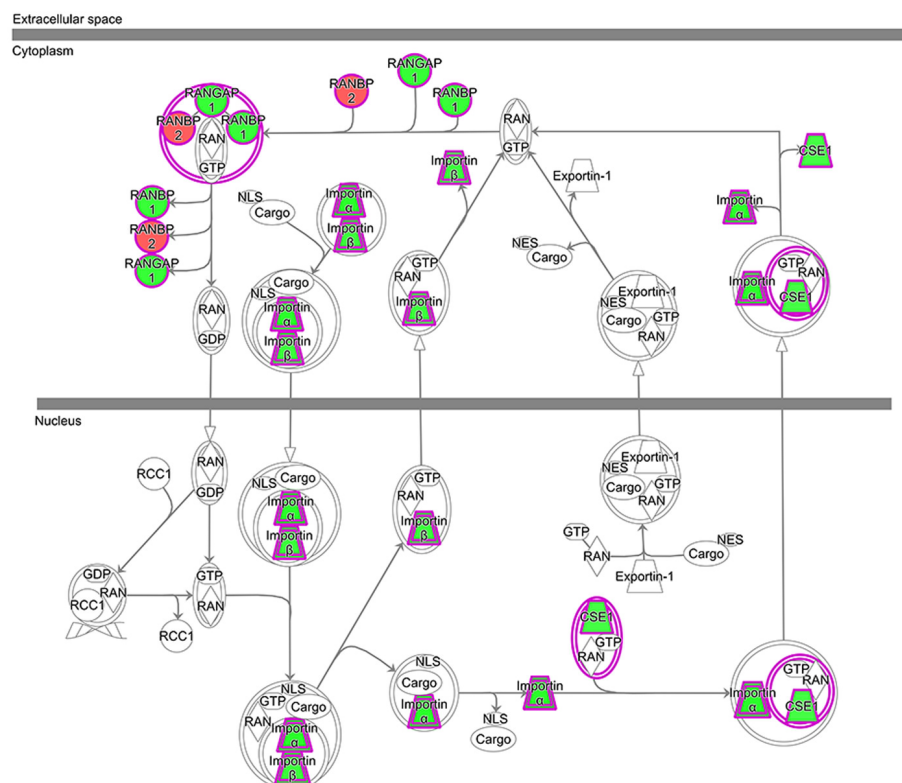 Extracellular space
Cytoplasm
RANBP
2
RANGAP
1
RANBP
1
RANGAP
1
RANBP
2
RANBP
1
RAN
GTP
RAN
GTP
CSE1
Importin
β
Exportin-1
Importin
α
RANBP
1
RANBP
2
RANGAP
1
NLS
Cargo
Importin
α
Importin
β
NES
Cargo
RAN
GDP
NLS
Cargo
Importin
α
Importin
β
GTP
RAN
Importin
β
Exportin-1
NES
Cargo
GTP
RAN
Importin
α
GTP
RAN
CSE1
Nucleus
RCC1
RAN
GDP
NLS
Cargo
Importin
α
Importin
β
GTP
RAN
Importin
β
Exportin-1
NES
Cargo
GTP
RAN
GTP
RAN
Exportin-1
NES
Cargo
GDP
RAN
RCC1
RCC1
GTP
RAN
CSE1
GTP
RAN
NLS
GTP
Cargo
RAN
Importin
α
Importin
β
NLS
Cargo
Importin
α
NLS
Cargo
Importin
α
Importin
α
GTP
RAN
CSE1